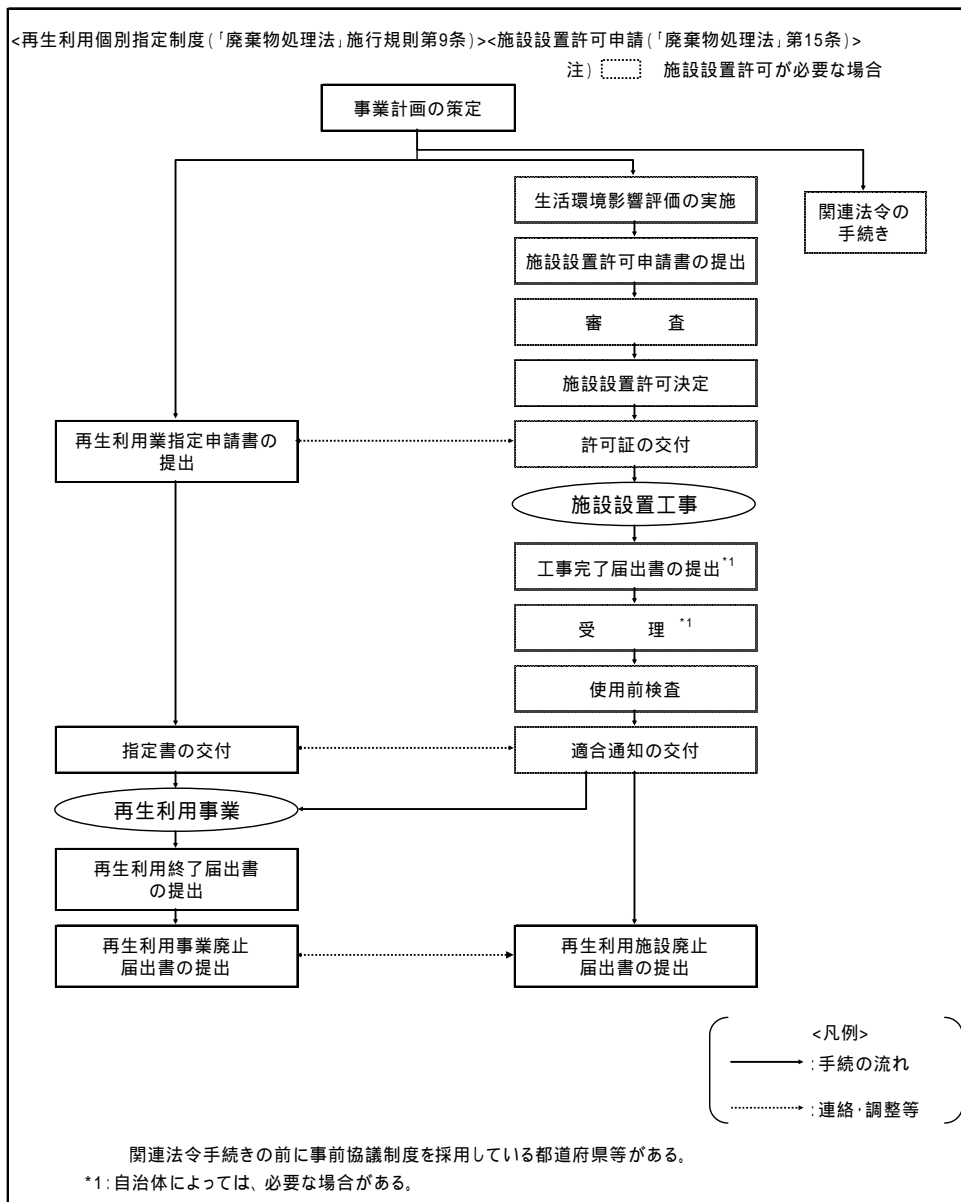 <再生利用個別指定制度(「廃棄物処理法」施行規則第9条)><施設設置許可申請(「廃棄物処理法」第15条)>
注) 施設設置許可が必要な場合
事業計画の策定
生活環境影響評価の実施
関連法令の
手続き
施設設置許可申請書の提出
審 査
施設設置許可決定
再生利用業指定申請書の
提出
許可証の交付
施設設置工事
工事完了届出書の提出*1
受 理 *1
使用前検査
指定書の交付
適合通知の交付
再生利用事業
再生利用終了届出書
の提出
再生利用事業廃止
届出書の提出
再生利用施設廃止
届出書の提出
<凡例>
:手続の流れ
:連絡・調整等
関連法令手続きの前に事前協議制度を採用している都道府県等がある。
*1:自治体によっては、必要な場合がある。